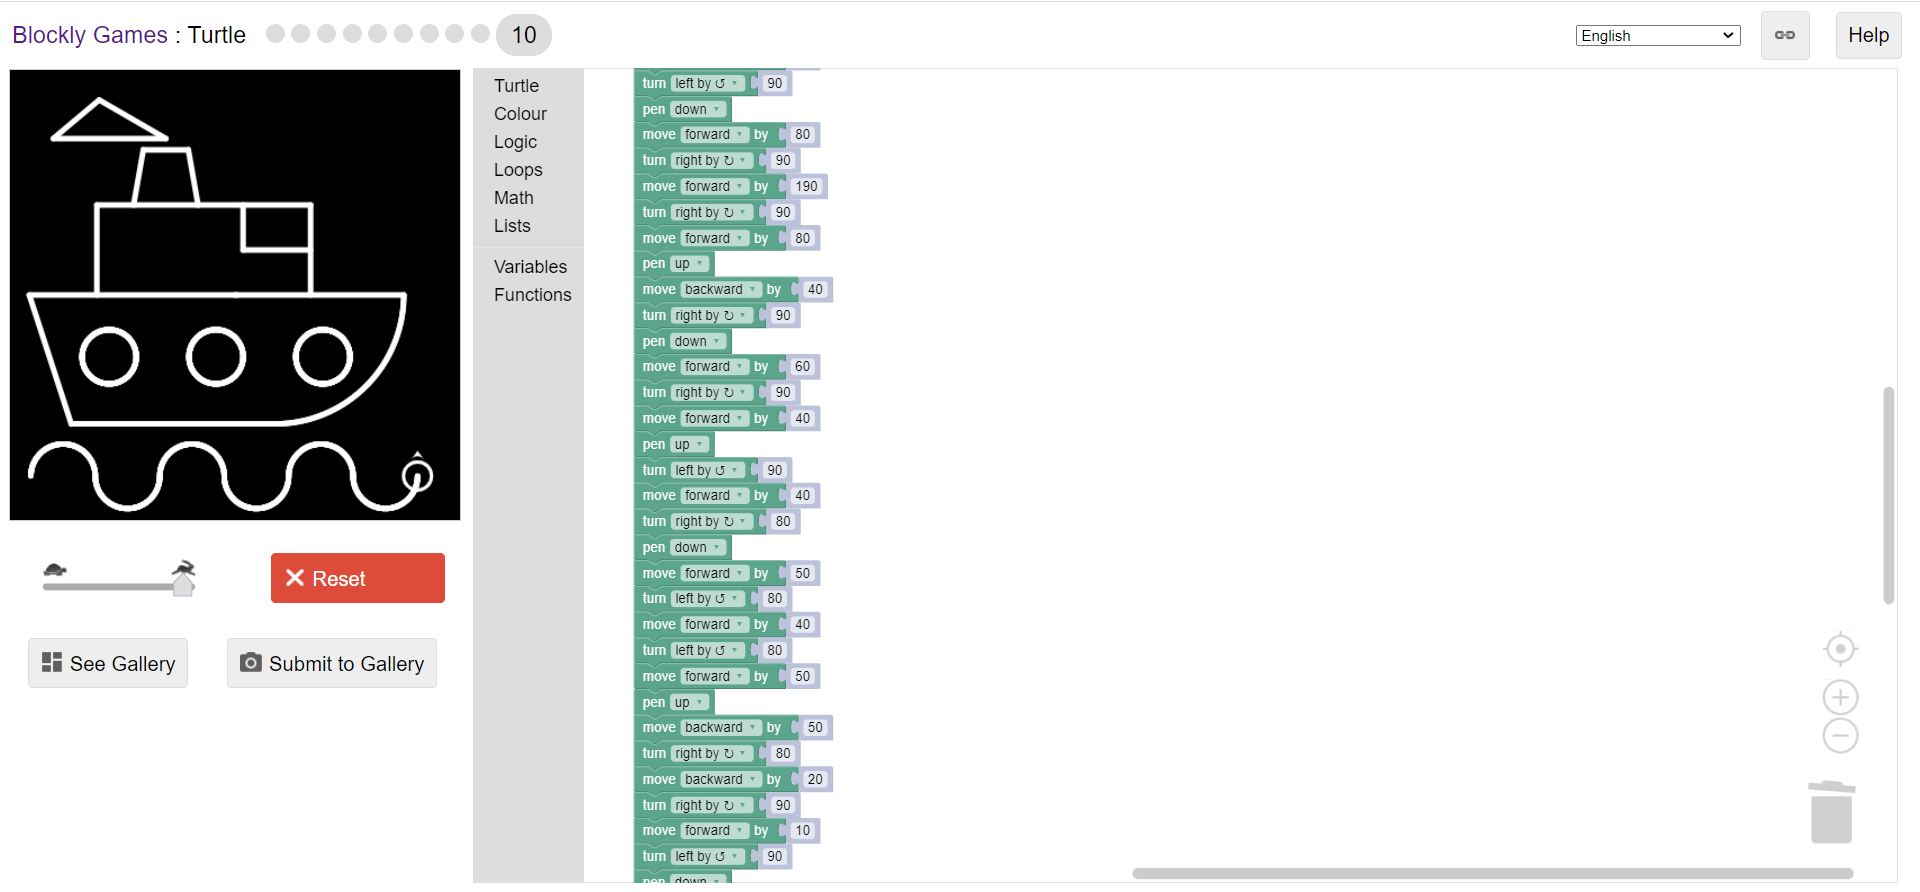 Blockly Games : Turtle 10 English Help
Turtle
Colour
Logic
Loops
Math
Lists
Variables
Functions
turn left by ↺ 90
pen down
move forward by 80
turn right by ↻ 90
move forward by 190
turn right by ↻ 90
move forward by 80
pen up
move backward by 40
turn right by ↻ 90
pen down
move forward by 60
turn right by ↻ 90
move forward by 40
pen up
turn left by ↺ 90
move forward by 40
turn right by ↻ 80
pen down
move forward by 50
turn left by ↺ 80
move forward by 40
turn left by ↺ 80
move forward by 50
pen up
move backward by 50
turn right by ↻ 80
move backward by 20
turn right by ↻ 90
move forward by 10
turn left by ↺ 90
pen down
Reset
See Gallery
Submit to Gallery